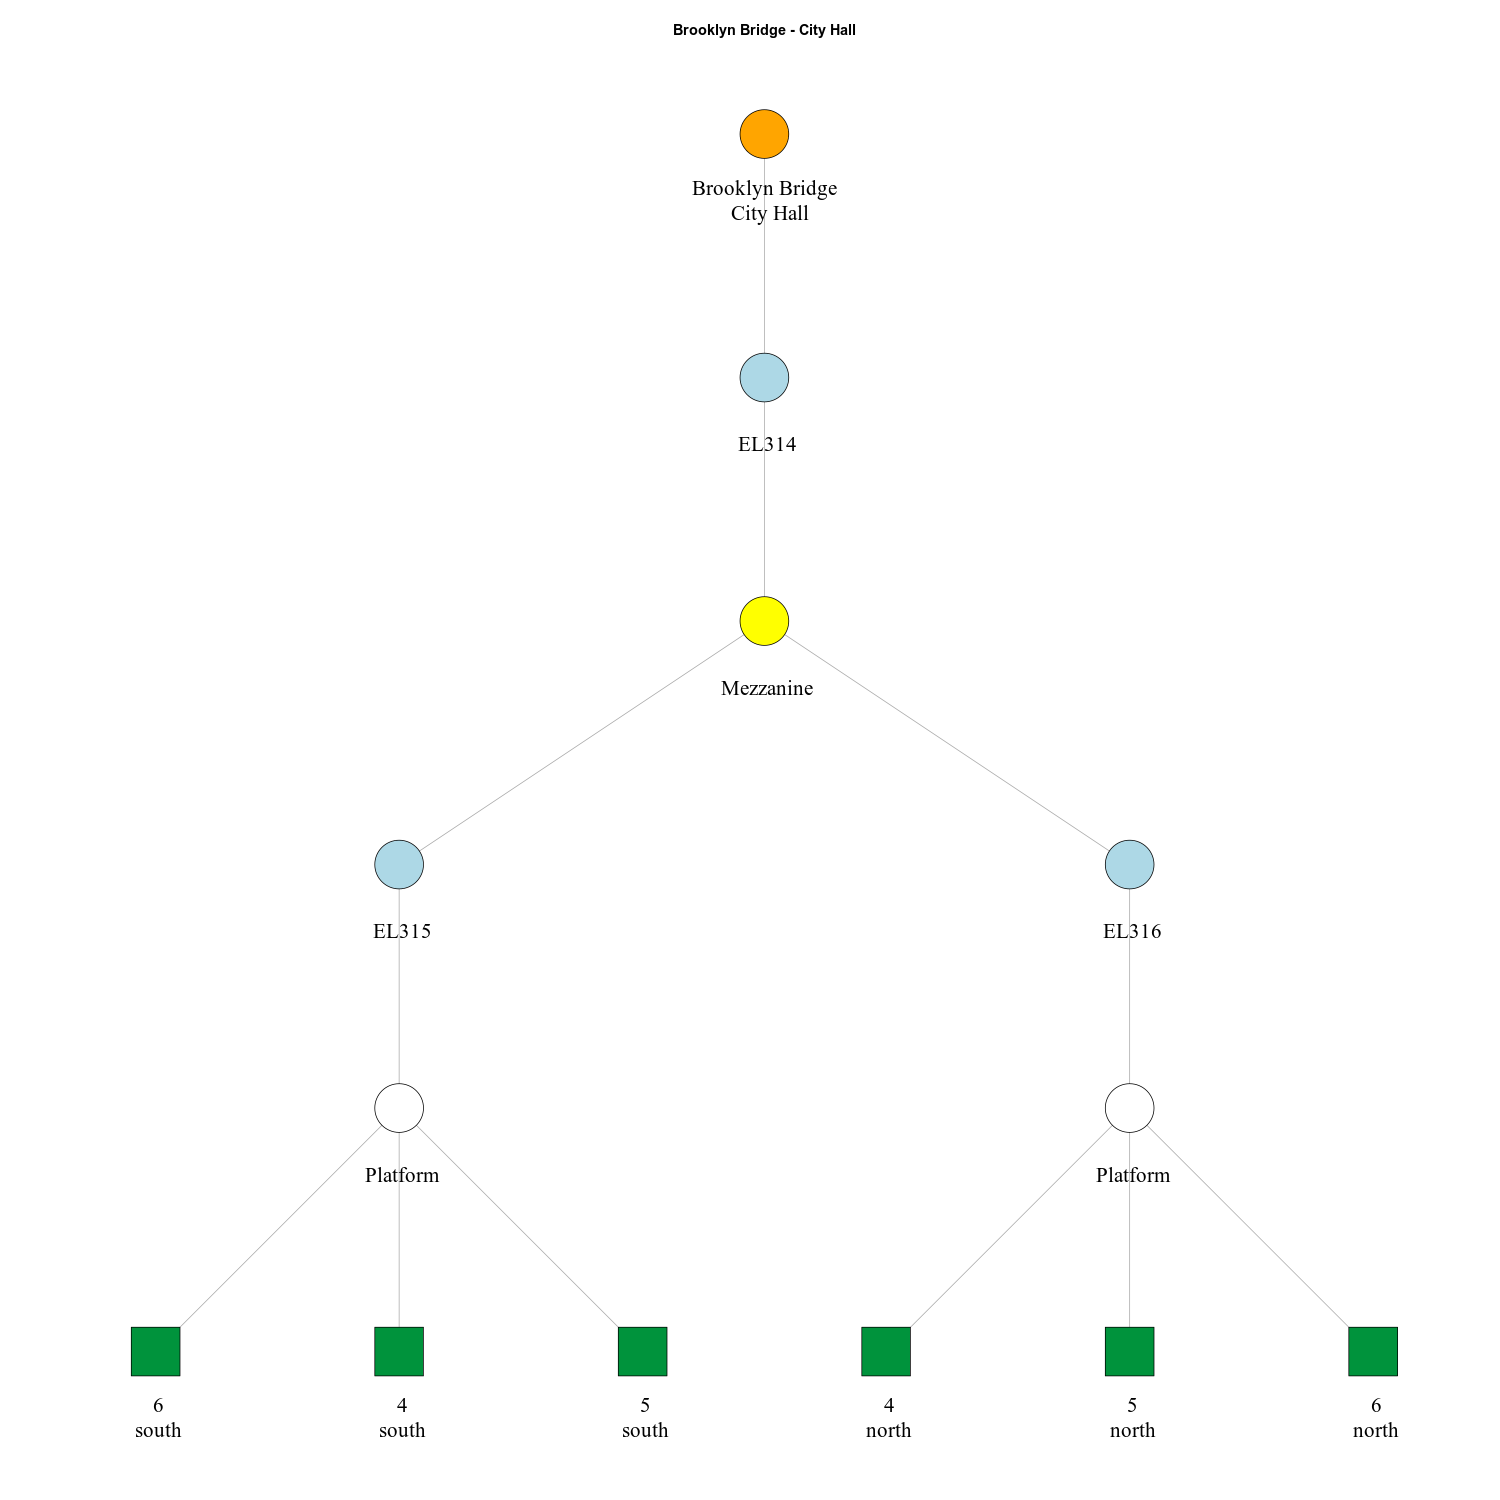 Brooklyn Bridge - City Hall
Brooklyn Bridge
City Hall
EL314
Mezzanine
EL315
EL316
Platform
Platform
6
south
4
south
5
south
4
north
5
north
6
north